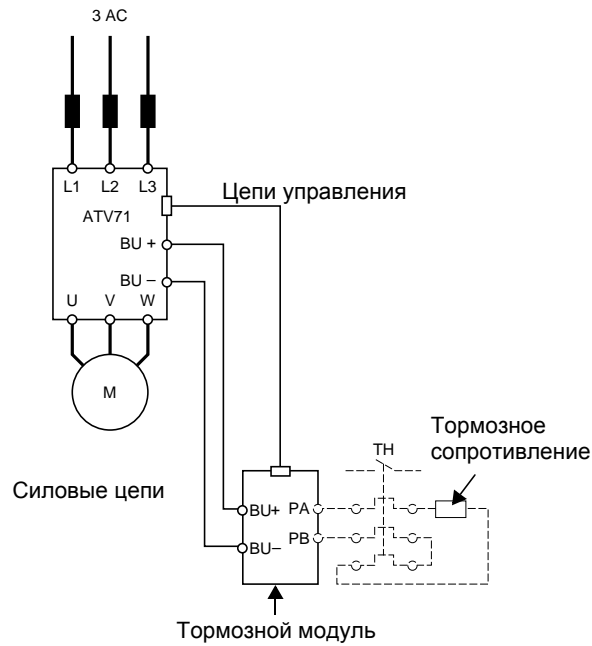 3 AC
L1 L2 L3
Цепи управления
ATV71
BU +
BU –
U V W
M
Тормозное
сопротивление
TH
Силовые цепи
BU+ PA
BU– PB
Тормозной модуль